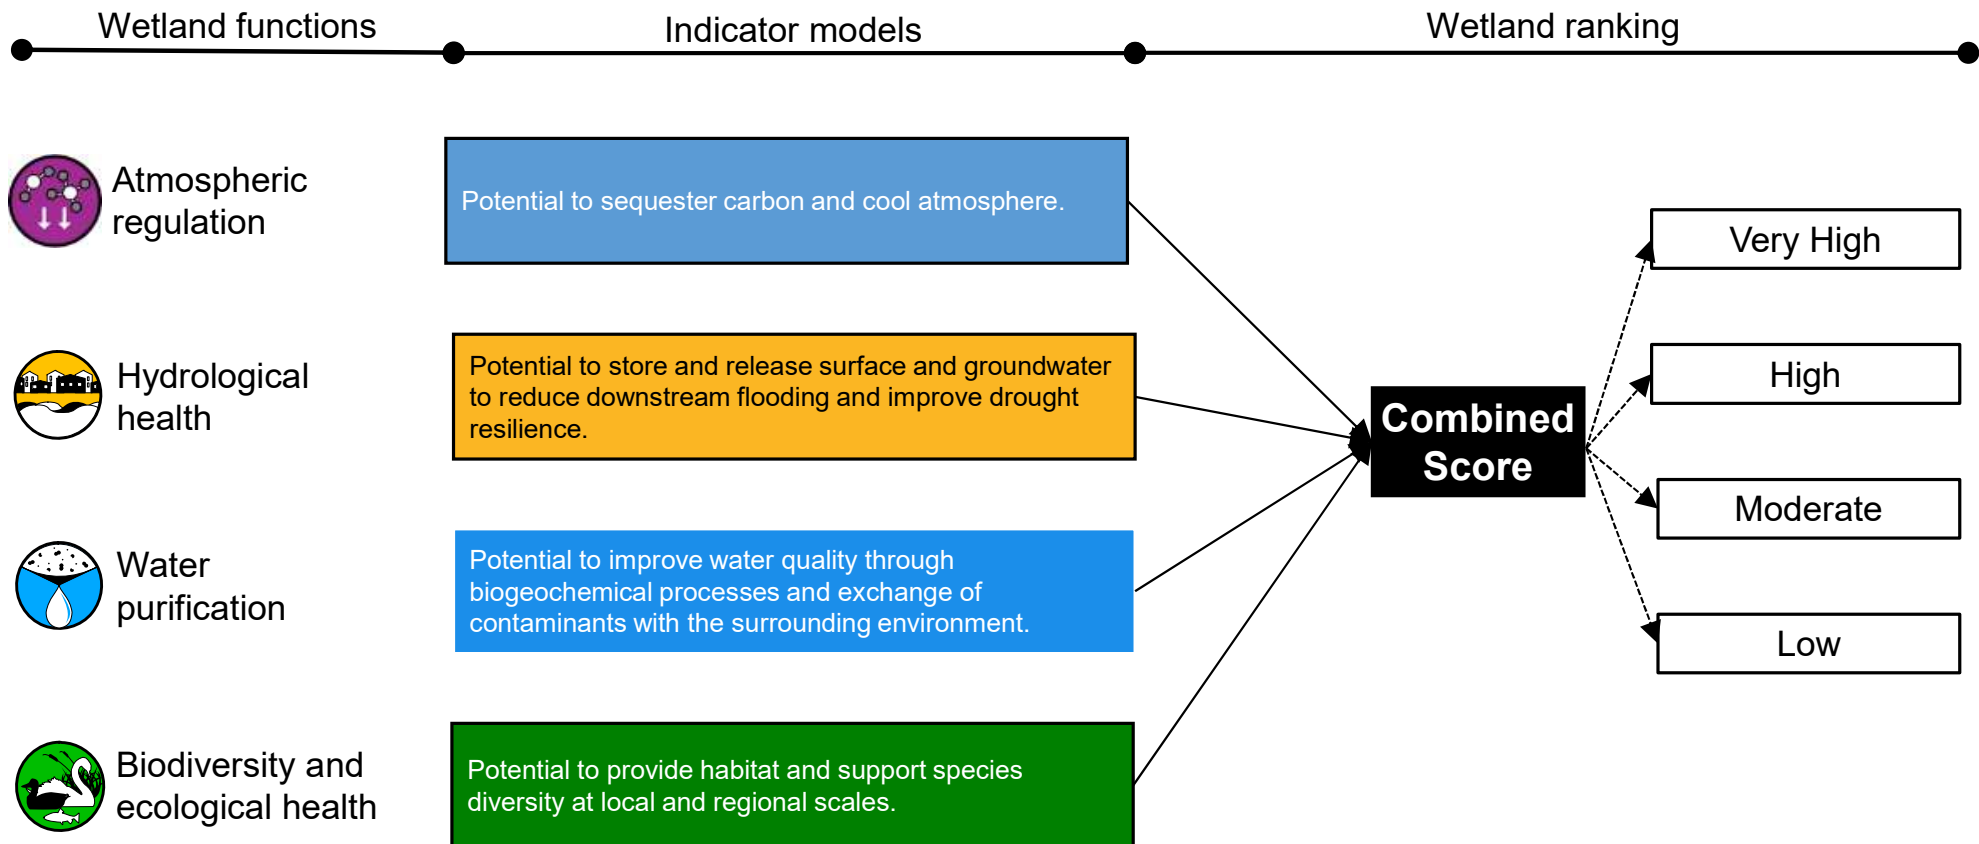 Wetland functions
Indicator models
Wetland ranking
Atmospheric
regulation
Potential to sequester carbon and cool atmosphere.
Hydrological
health
Potential to store and release surface and groundwater
to reduce downstream flooding and improve drought
resilience.
Water
purification
Potential to improve water quality through
biogeochemical processes and exchange of
contaminants with the surrounding environment.
Biodiversity and
ecological health
Potential to provide habitat and support species
diversity at local and regional scales.
Combined
Score
Very High
High
Moderate
Low